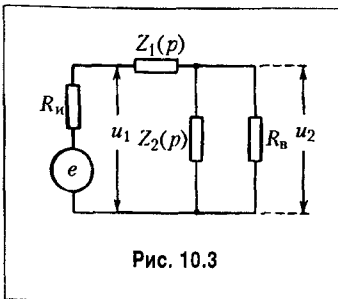 Z₁(p)
Rи
u₁
Z₂(p)
Rв
u₂
e
Рис. 10.3